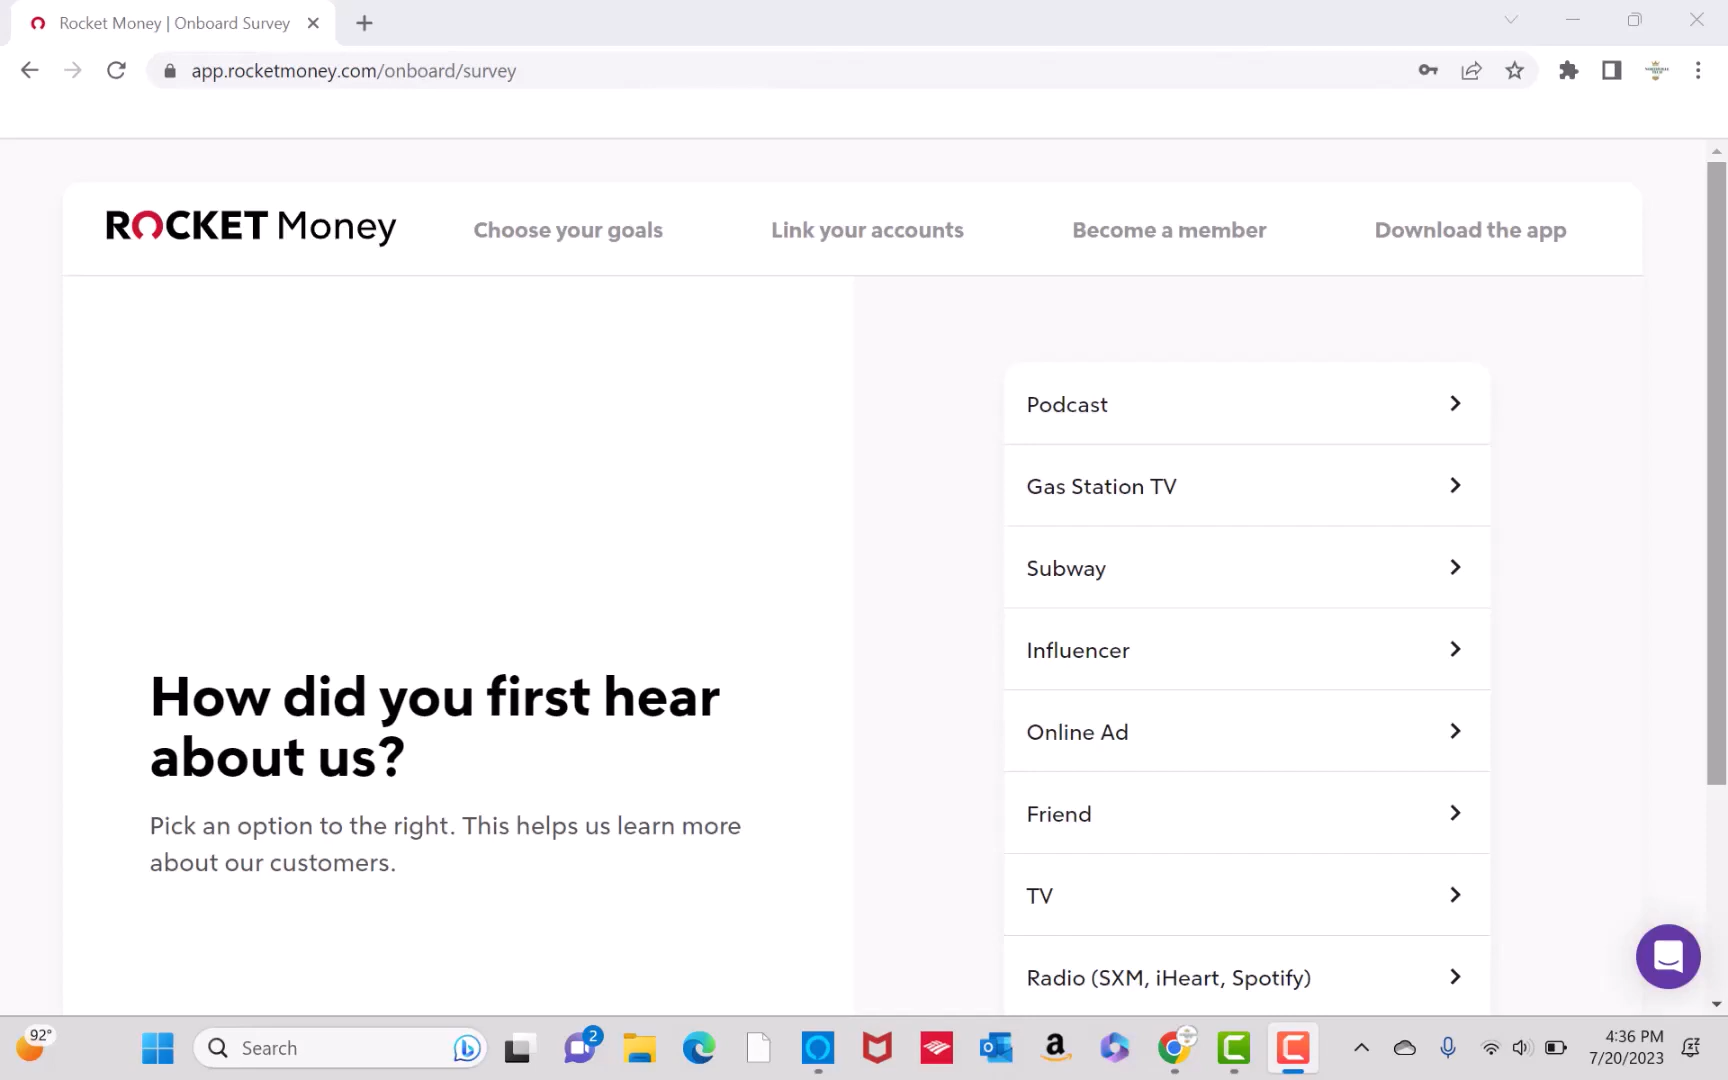 Rocket Money | Onboard Survey
app.rocketmoney.com/onboard/survey
ROCKET Money
Choose your goals
Link your accounts
Become a member
Download the app
How did you first hear
about us?
Pick an option to the right. This helps us learn more
about our customers.
Podcast
Gas Station TV
Subway
Influencer
Online Ad
Friend
TV
Radio (SXM, iHeart, Spotify)
92°
Search
2
4:36 PM
7/20/2023